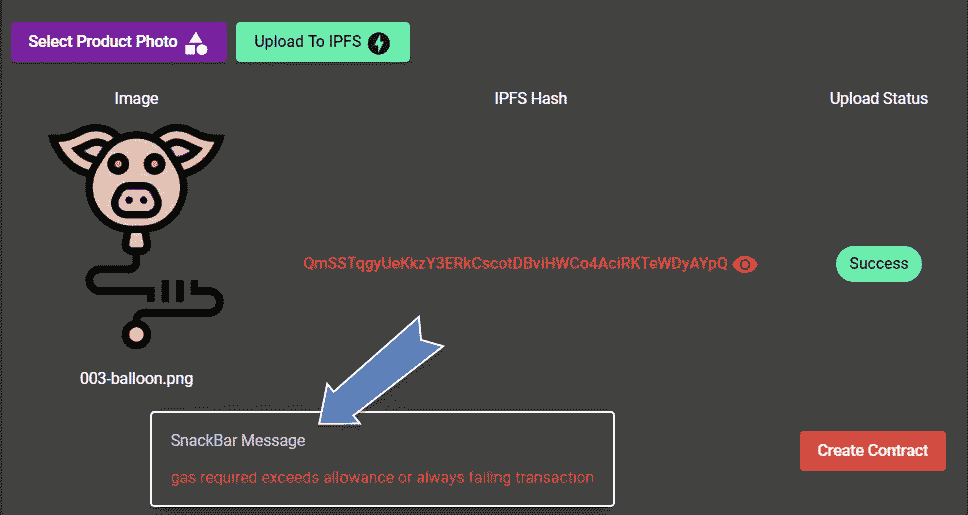 Select Product Photo
Upload To IPFS
Image
IPFS Hash
Upload Status
QmSSTqgyUeKkzY3ERkCscotDBviHWCo4AciRKTeWDyAYpQ
Success
003-balloon.png
SnackBar Message
gas required exceeds allowance or always failing transaction
Create Contract